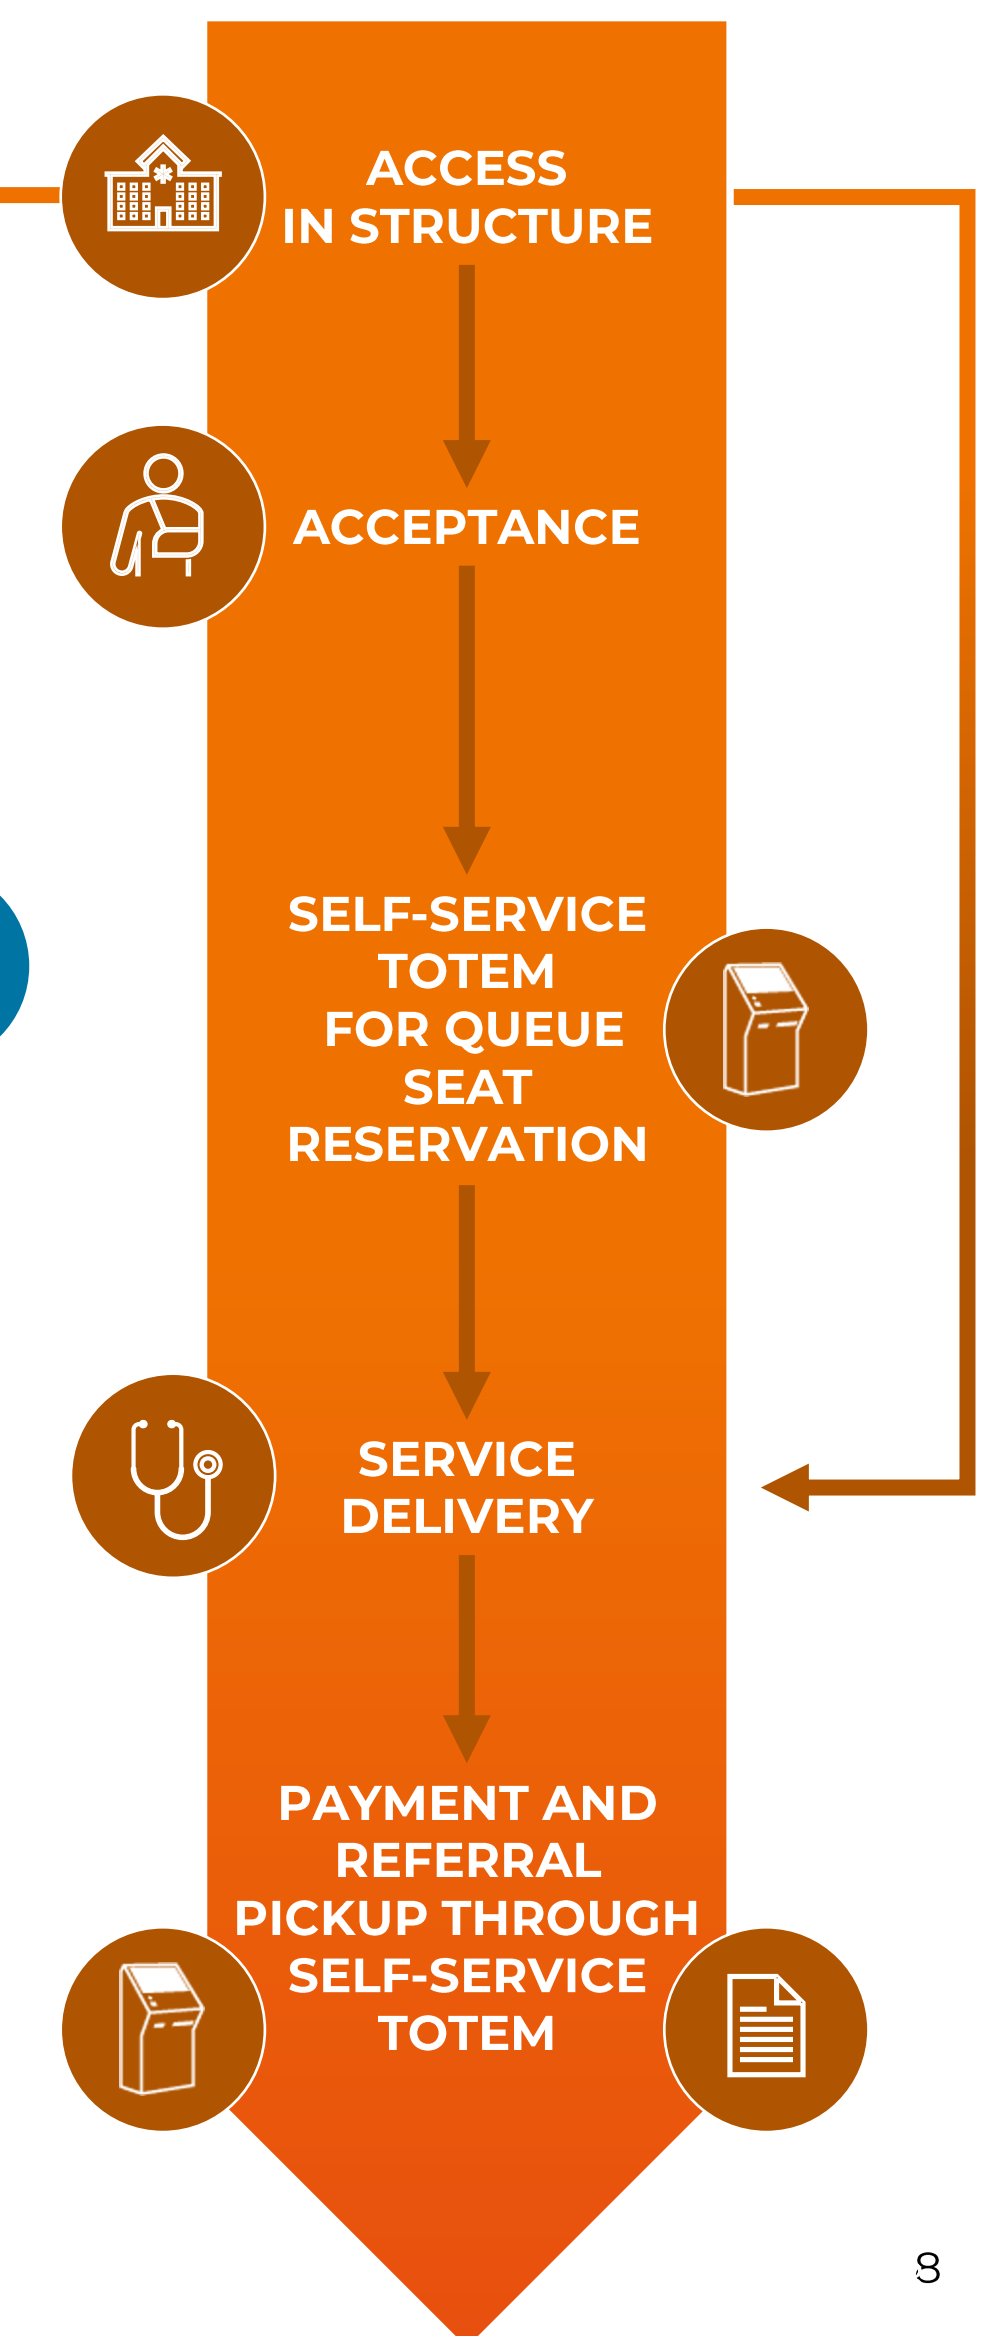 ACCESS
IN STRUCTURE
ACCEPTANCE
SELF-SERVICE
TOTEM
FOR QUEUE
SEAT
RESERVATION
SERVICE
DELIVERY
PAYMENT AND
REFERRAL
PICKUP THROUGH
SELF-SERVICE
TOTEM
8